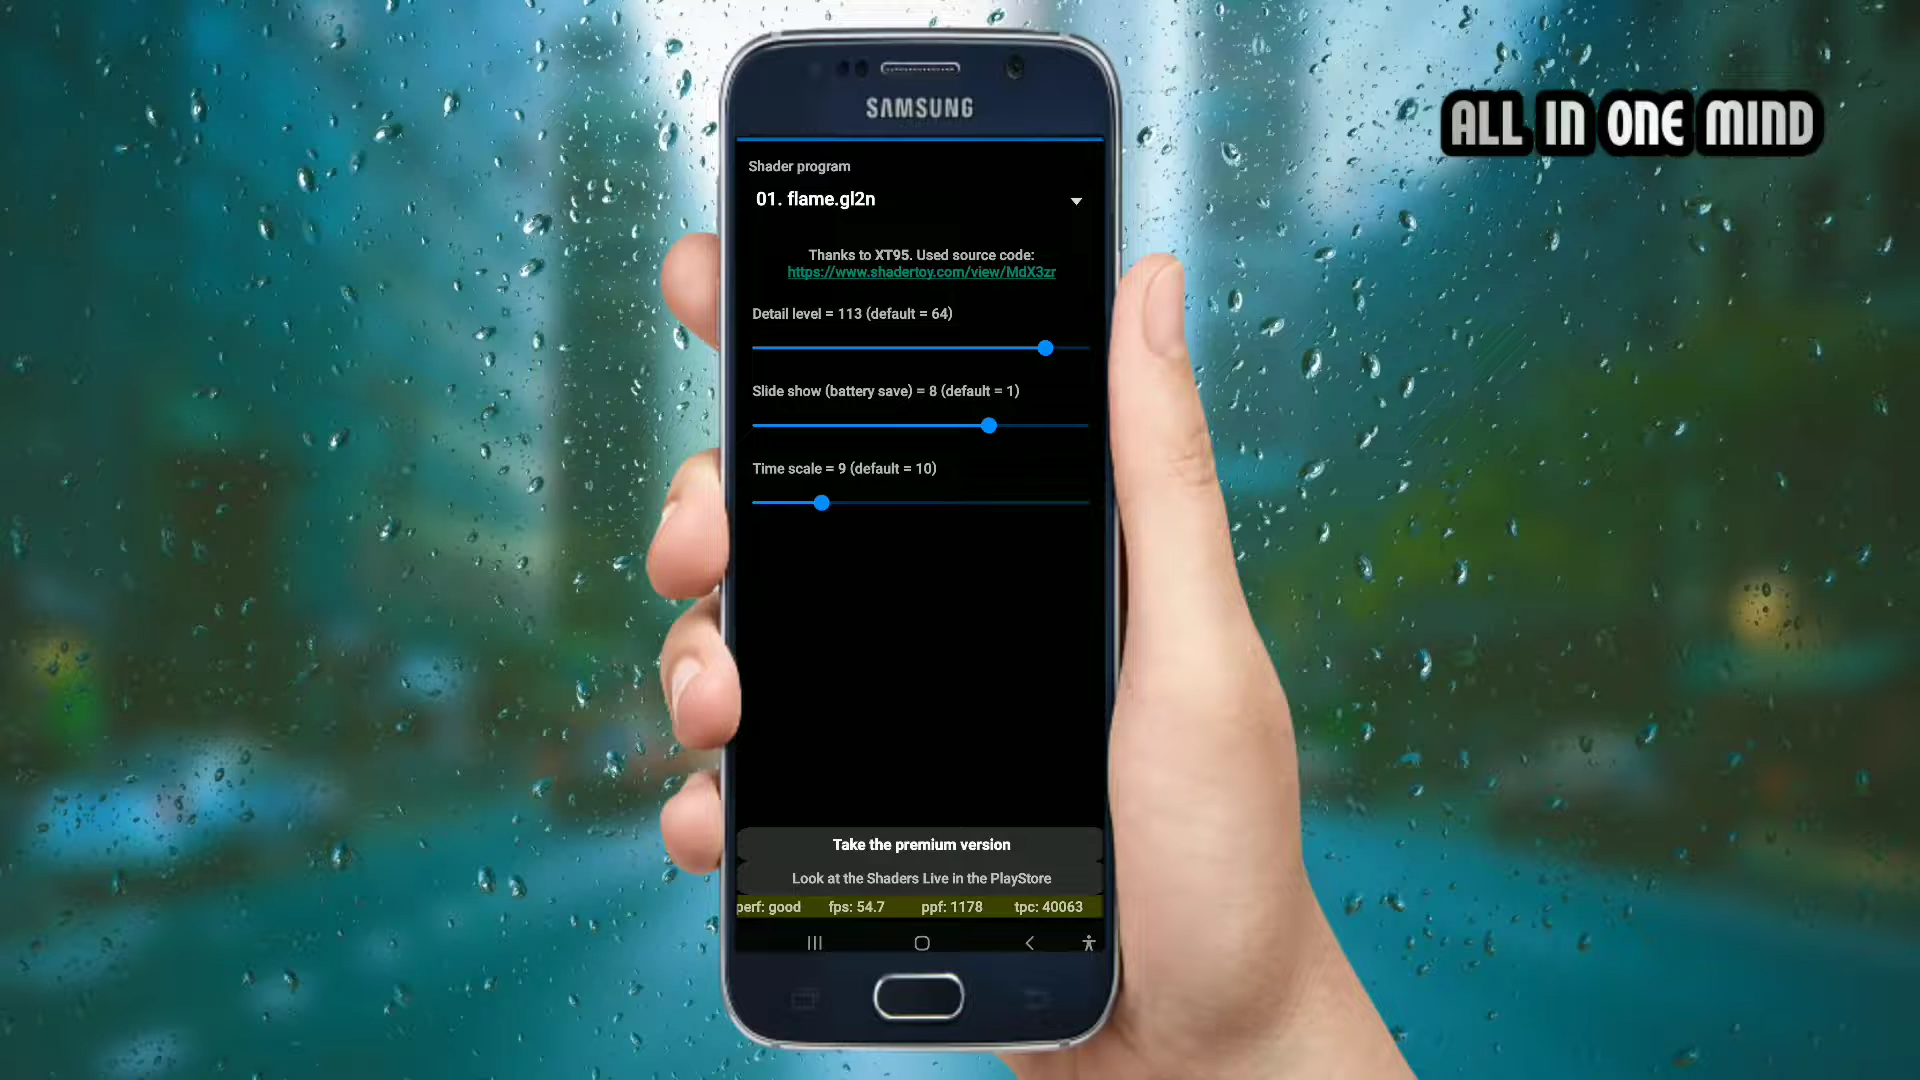 SAMSUNG
ALL IN ONE MIND
Shader program
01. flame.gl2n
Thanks to XT95. Used source code:
https://www.shadertoy.com/view/MdX3zr
Detail level = 113 (default = 64)
Slide show (battery save) = 8 (default = 1)
Time scale = 9 (default = 10)
Take the premium version
Look at the Shaders Live in the PlayStore
perf: good fps: 54.7 ppf: 1178 tpc: 40063